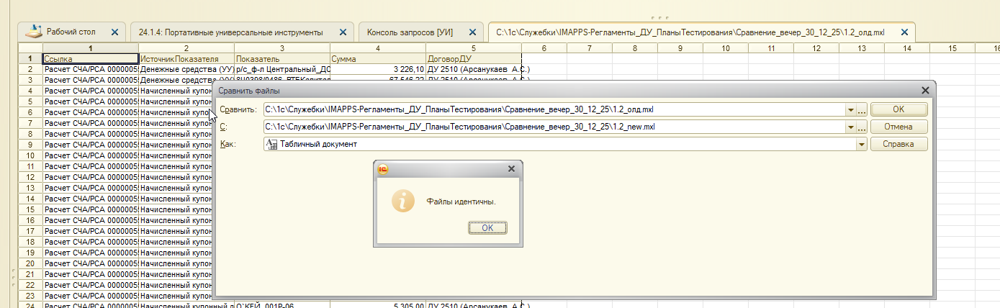 Рабочий стол
24.1.4: Портативные универсальные инструменты
Консоль запросов [УИ]
C:\1c\Служебки\IMAPPS-Регламенты_ДУ_ПланыТестирования\Сравнение_вечер_30_12_25\1.2_олд.mxl
1 2 3 4 5 6 7 8 9 10 11 12 13 14 15 16
1 Ссылка ИсточникПоказателя Показатель Сумма ДоговорДУ
2 Расчет СЧА/РСА 0000005 Денежные средства (УУ) р/с_ф-л Центральный_ДС 3 226,10 ДУ 2510 (Арсанукаев А.С.)
3 Расчет СЧА/РСА 0000005 Денежные средства (УУ)
4 Расчет СЧА/РСА 0000005 Начисленный купон
5 Расчет СЧА/РСА 0000005 Начисленный купон
6 Расчет СЧА/РСА 0000005 Начисленный купон
7 Расчет СЧА/РСА 0000005 Начисленный купон
8 Расчет СЧА/РСА 0000005 Начисленный купон
9 Расчет СЧА/РСА 0000005 Начисленный купон
10 Расчет СЧА/РСА 0000005 Начисленный купон
11 Расчет СЧА/РСА 0000005 Начисленный купон
12 Расчет СЧА/РСА 0000005 Начисленный купон
13 Расчет СЧА/РСА 0000005 Начисленный купон
14 Расчет СЧА/РСА 0000005 Начисленный купон
15 Расчет СЧА/РСА 0000005 Начисленный купон
16 Расчет СЧА/РСА 0000005 Начисленный купон
17 Расчет СЧА/РСА 0000005 Начисленный купон
18 Расчет СЧА/РСА 0000005 Начисленный купон
19 Расчет СЧА/РСА 0000005 Начисленный купон
20 Расчет СЧА/РСА 0000005 Начисленный купон
21 Расчет СЧА/РСА 0000005 Начисленный купон
22 Расчет СЧА/РСА 0000005 Начисленный купон
23 Расчет СЧА/РСА 0000005 Начисленный купон
24 Расчет СЧА/РСА 0000005 Начисленный купонный д О`КЕЙ, 001Р-06 5 305,00 ДУ 2510 (Арсанукаев А.С.)
Сравнить файлы
Сравнить: C:\1c\Служебки\IMAPPS-Регламенты_ДУ_ПланыТестирования\Сравнение_вечер_30_12_25\1.2_олд.mxl ... OK
С: C:\1c\Служебки\IMAPPS-Регламенты_ДУ_ПланыТестирования\Сравнение_вечер_30_12_25\1.2_new.mxl ... Отмена
Как: Табличный документ Справка
Файлы идентичны.
OK